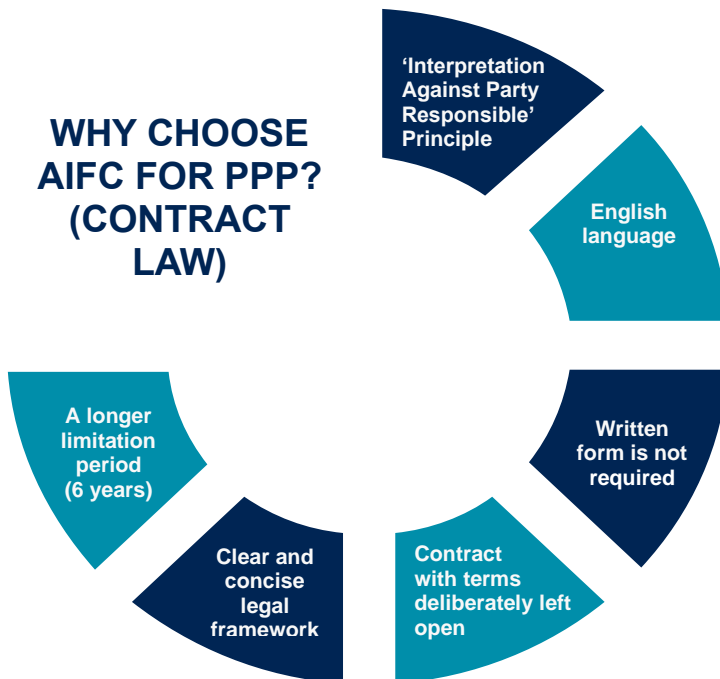 WHY CHOOSE
AIFC FOR PPP?
(CONTRACT
LAW)
‘Interpretation
Against Party
Responsible’
Principle
English
language
Written
form is not
required
Contract
with terms
deliberately left
open
Clear and
concise
legal
framework
A longer
limitation
period
(6 years)